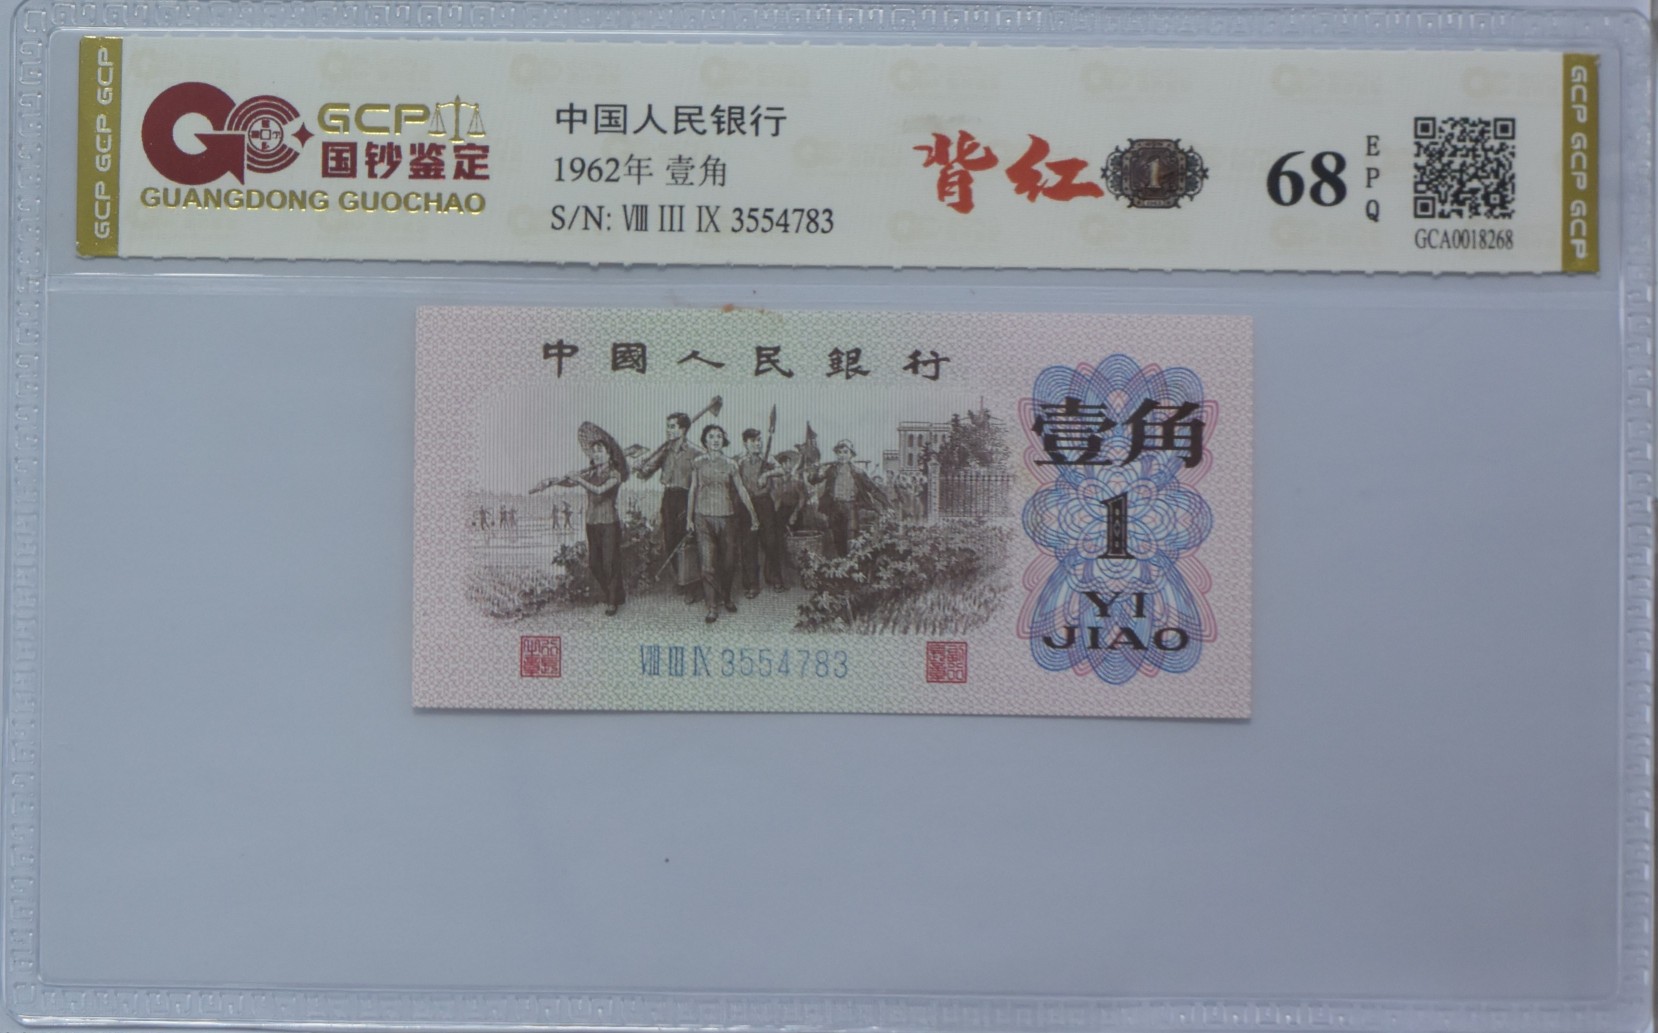 GCP GCP GCP
GCP
国钞鉴定
GUANGDONG GUOCHAO
中国人民银行
1962年 壹角
S/N: Ⅷ Ⅲ Ⅸ 3554783
背红
1
68
EPQ
GCA0018268
GCP GCP GCP
中國人民銀行
壹角
1
YI
JIAO
Ⅷ Ⅲ Ⅸ 3554783